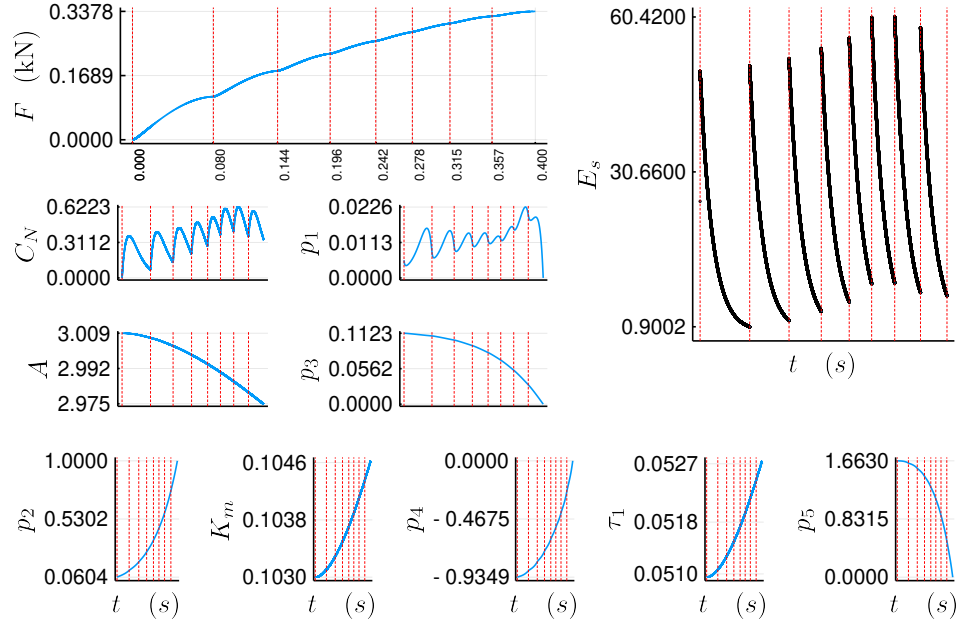 0.3378
0.1689
0.0000
F (kN)
0.000
0.080
0.144
0.196
0.242
0.278
0.315
0.357
0.400
60.4200
30.6600
0.9002
E_s
t (s)
0.6223
0.3112
0.0000
C_N
0.0226
0.0113
0.0000
p_1
3.009
2.992
2.975
A
0.1123
0.0562
0.0000
p_3
1.0000
0.5302
0.0604
p_2
t (s)
0.1046
0.1038
0.1030
K_m
t (s)
0.0000
- 0.4675
- 0.9349
p_4
t (s)
0.0527
0.0518
0.0510
τ_1
t (s)
1.6630
0.8315
0.0000
p_5
t (s)